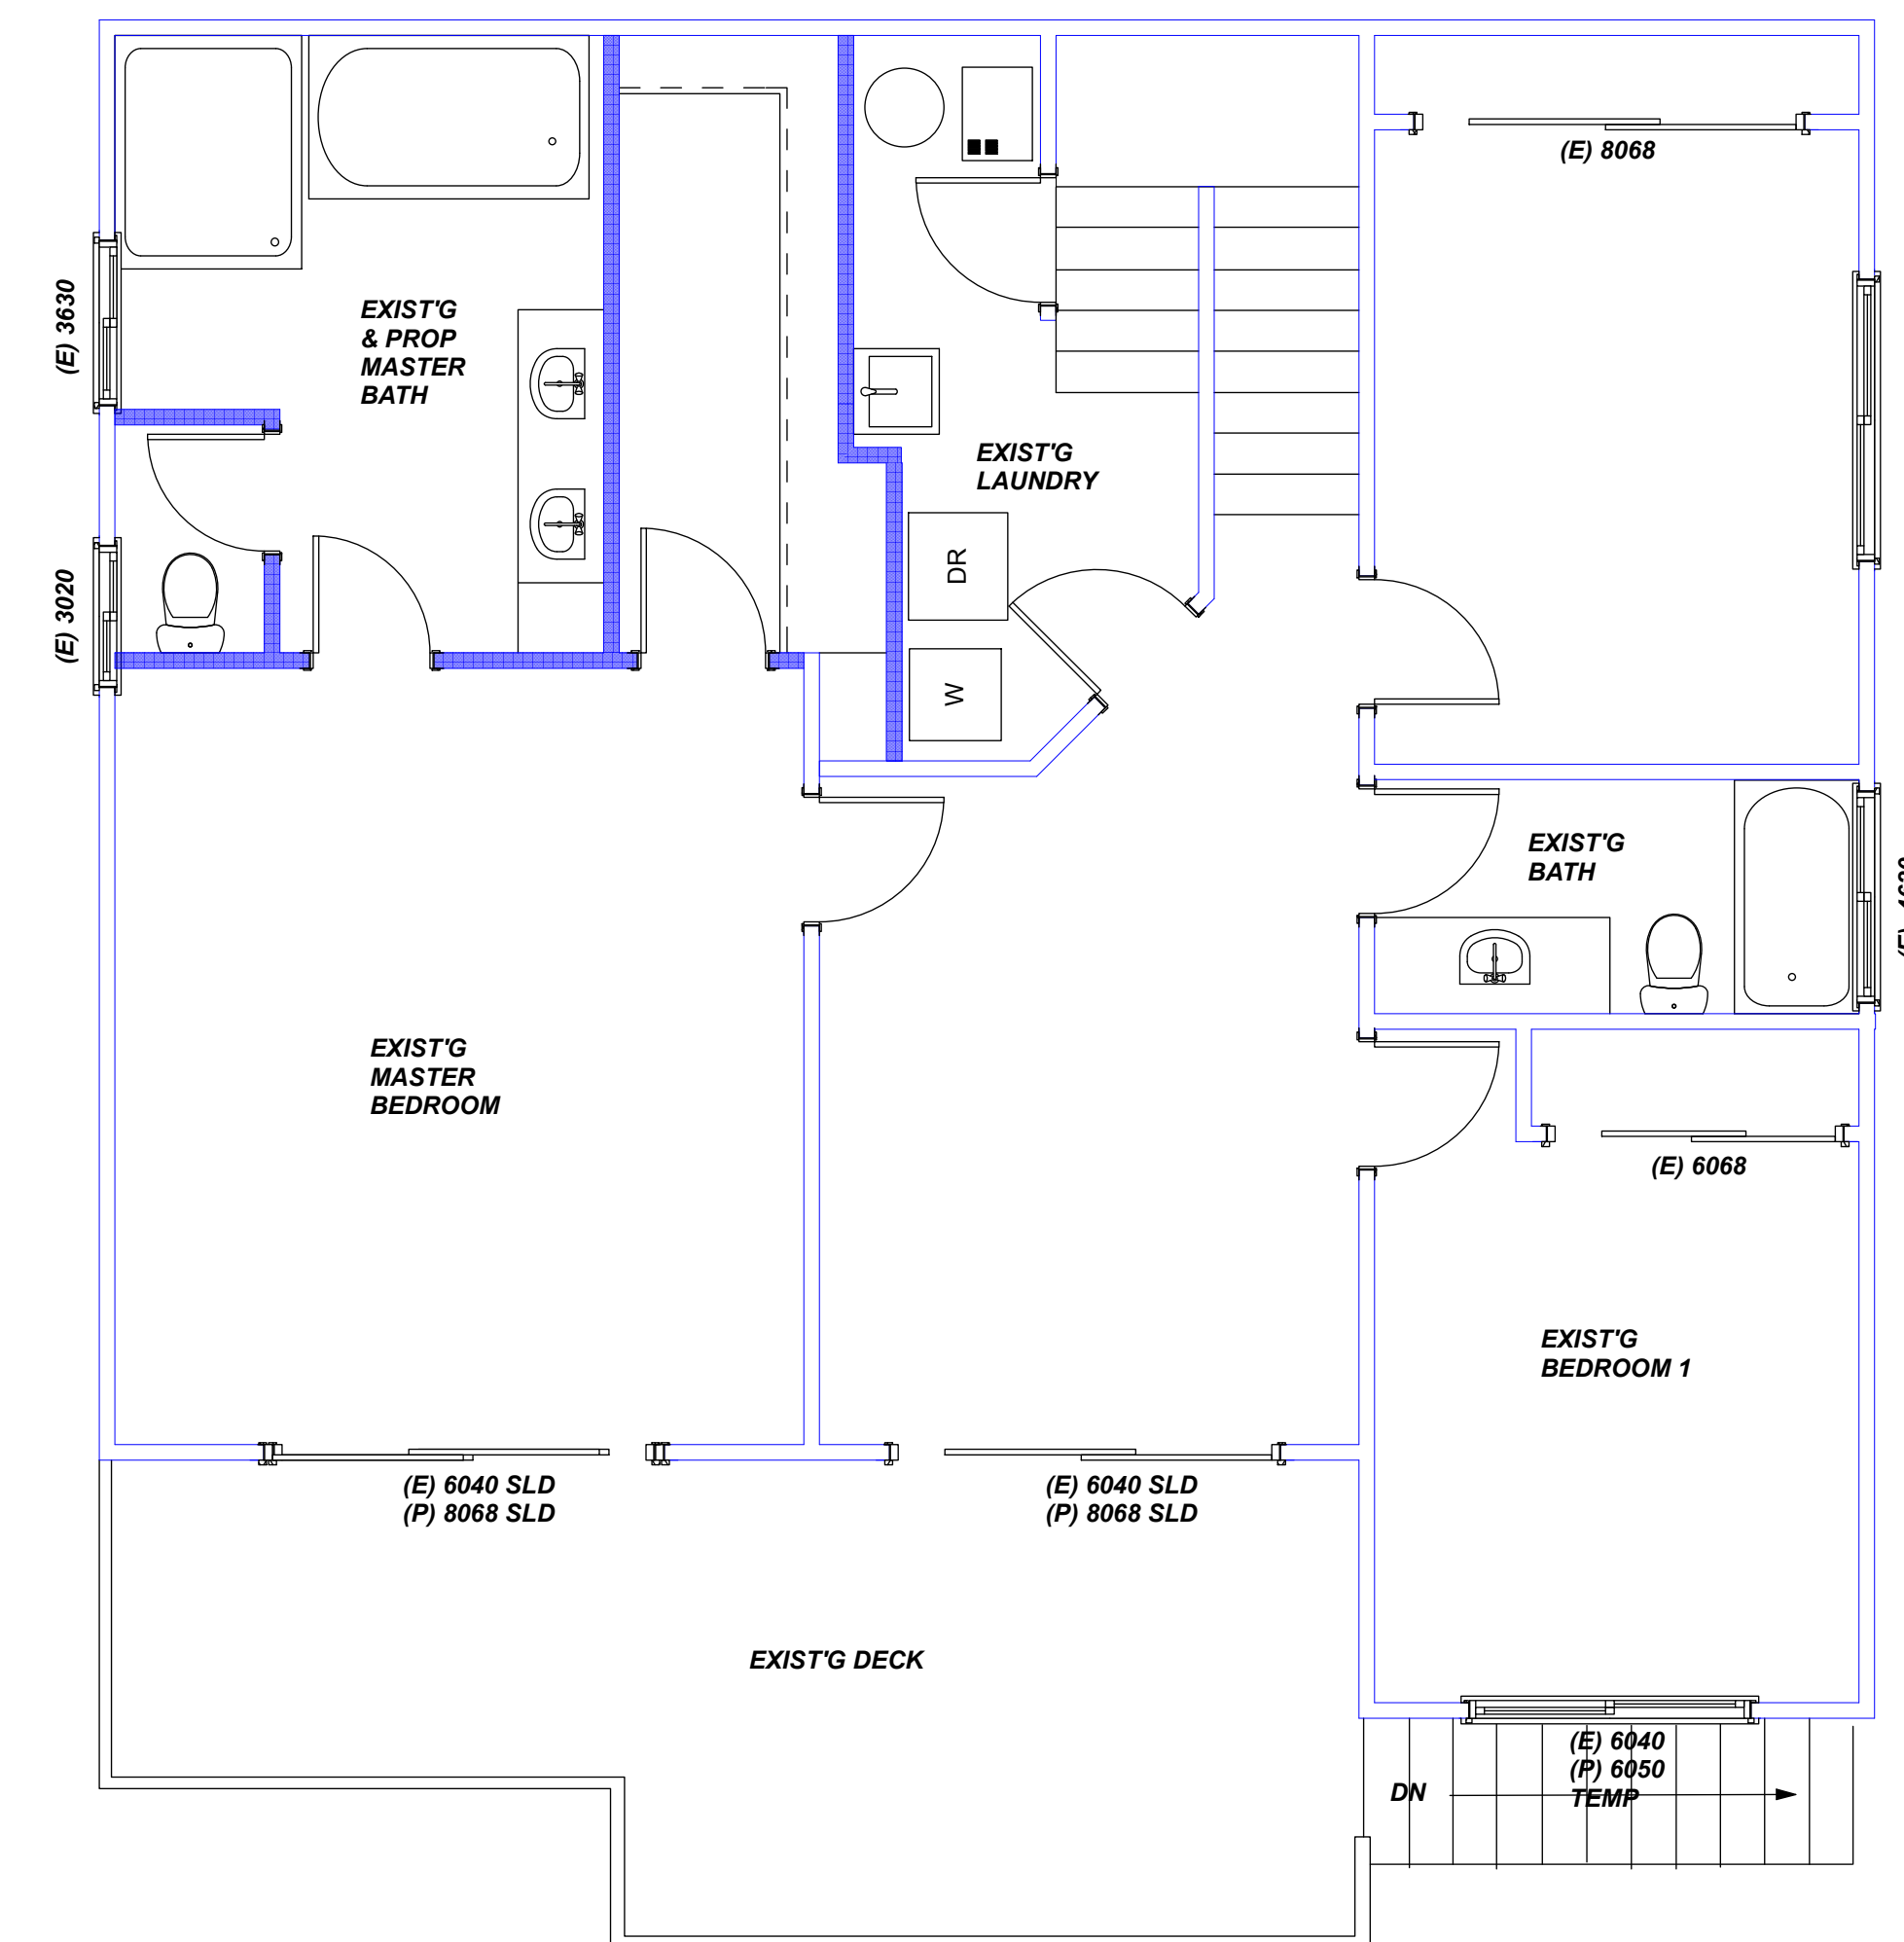 (E) 8068
(E) 3630
EXIST'G
& PROP
MASTER
BATH
EXIST'G
LAUNDRY
DR
(E) 3020
W
EXIST'G
BATH
EXIST'G
MASTER
BEDROOM
(E) 6068
EXIST'G
BEDROOM 1
(E) 6040 SLD
(P) 8068 SLD
(E) 6040 SLD
(P) 8068 SLD
EXIST'G DECK
(E) 6040
(P) 6050
TEMP
DN